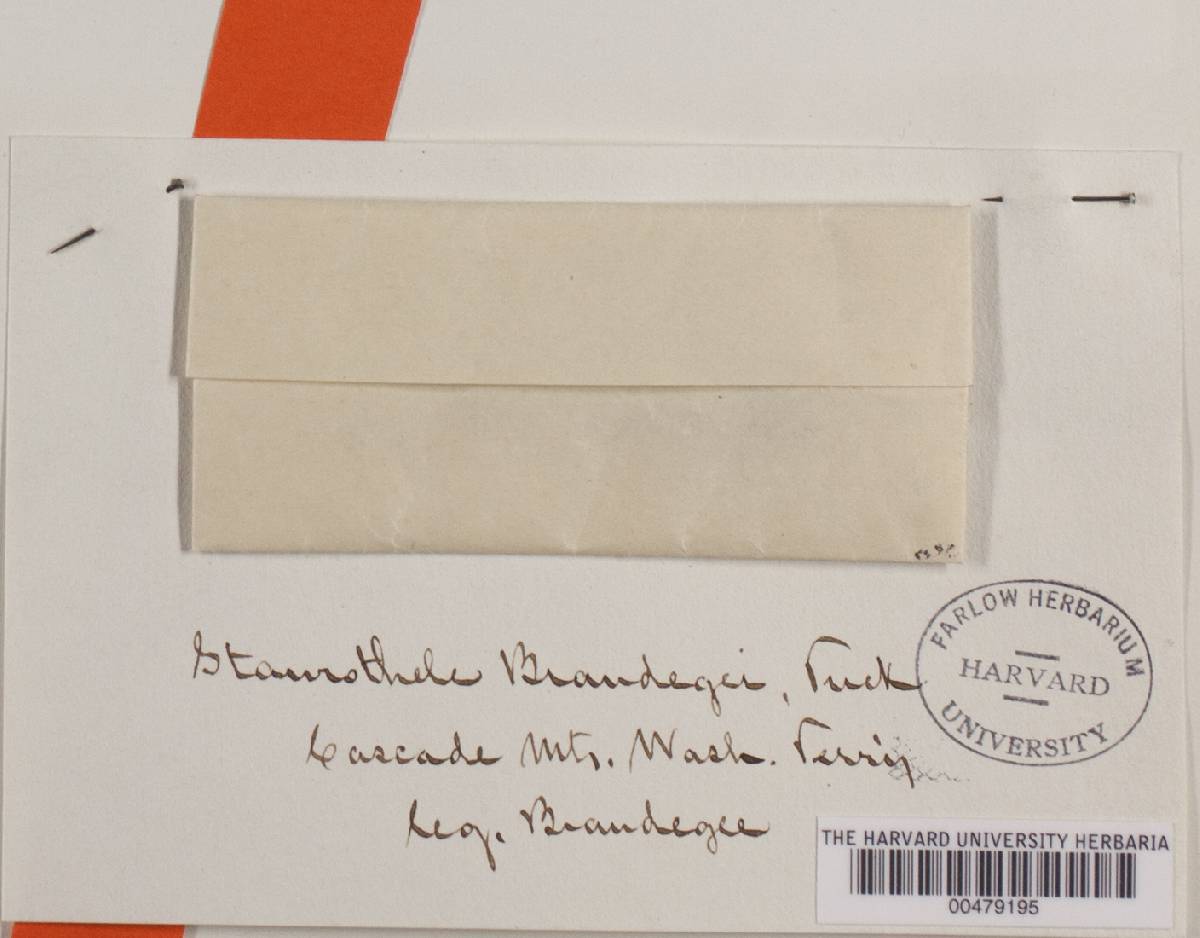 Staurothele Brandegei, Tuck
Cascade Mts. Wash. Terr'y
Leg. Brandegee
FARLOW HERBARIUM
HARVARD
UNIVERSITY
THE HARVARD UNIVERSITY HERBARIA
00479195